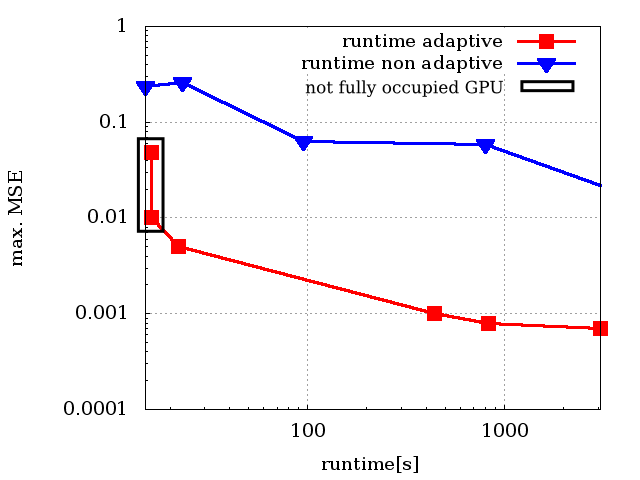 1
0.1
0.01
0.001
0.0001
max. MSE
runtime adaptive
runtime non adaptive
not fully occupied GPU
100
1000
runtime[s]